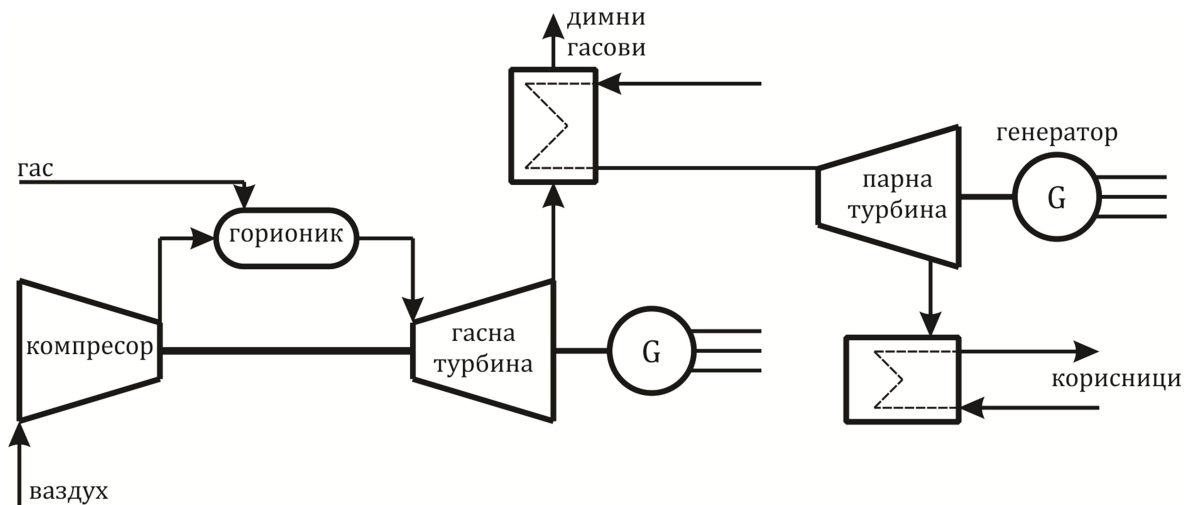 димни
гасови
генератор
гас
парна
турбина
G
горионик
компресор
гасна
турбина
G
корисници
ваздух